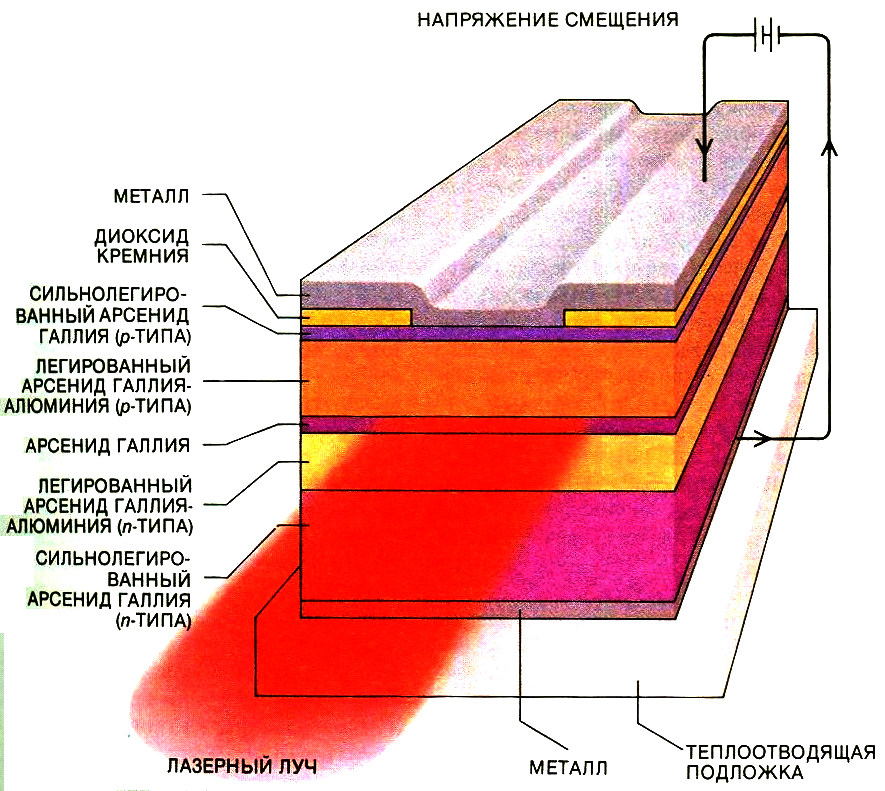 НАПРЯЖЕНИЕ СМЕЩЕНИЯ
МЕТАЛЛ
ДИОКСИД
КРЕМНИЯ
СИЛЬНОЛЕГИРО-
ВАННЫЙ АРСЕНИД
ГАЛЛИЯ (p-ТИПА)
ЛЕГИРОВАННЫЙ
АРСЕНИД ГАЛЛИЯ-
АЛЮМИНИЯ (p-ТИПА)
АРСЕНИД ГАЛЛИЯ
ЛЕГИРОВАННЫЙ
АРСЕНИД ГАЛЛИЯ-
АЛЮМИНИЯ (n-ТИПА)
СИЛЬНОЛЕГИРО-
ВАННЫЙ
АРСЕНИД ГАЛЛИЯ
(n-ТИПА)
ЛАЗЕРНЫЙ ЛУЧ
МЕТАЛЛ
ТЕПЛООТВОДЯЩАЯ
ПОДЛОЖКА